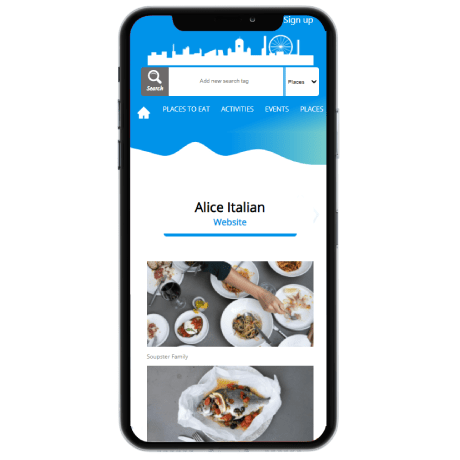 Sign up
Search
Add new search tag
Places
PLACES TO EAT ACTIVITIES EVENTS PLACES
Alice Italian
Website
Soupster Family